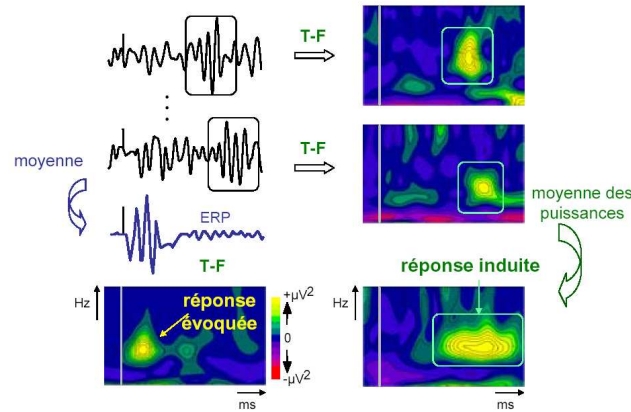 T-F
T-F
moyenne
ERP
T-F
moyenne des
puissances
Hz
réponse
évoquée
+µV²
0
-µV²
ms
réponse induite
Hz
ms